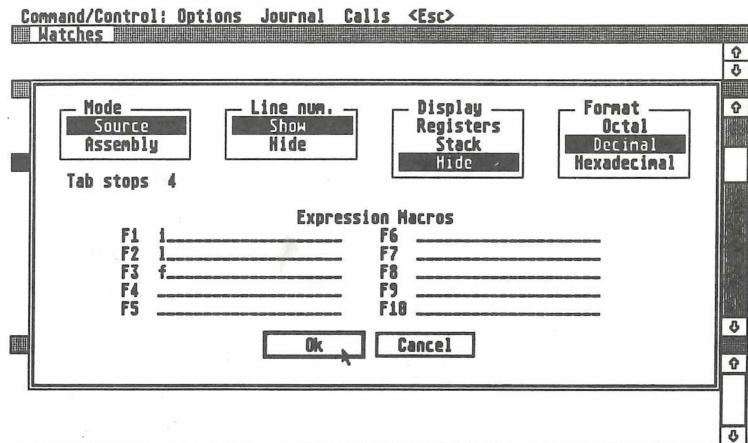 Command/Control: Options Journal Calls <Esc>
Watches
Mode
Source
Assembly
Line num.
Show
Hide
Display
Registers
Stack
Hide
Format
Octal
Decimal
Hexadecimal
Tab stops 4
Expression Macros
F1 i
F2 l
F3 f
F4
F5
F6
F7
F8
F9
F10
Ok
Cancel